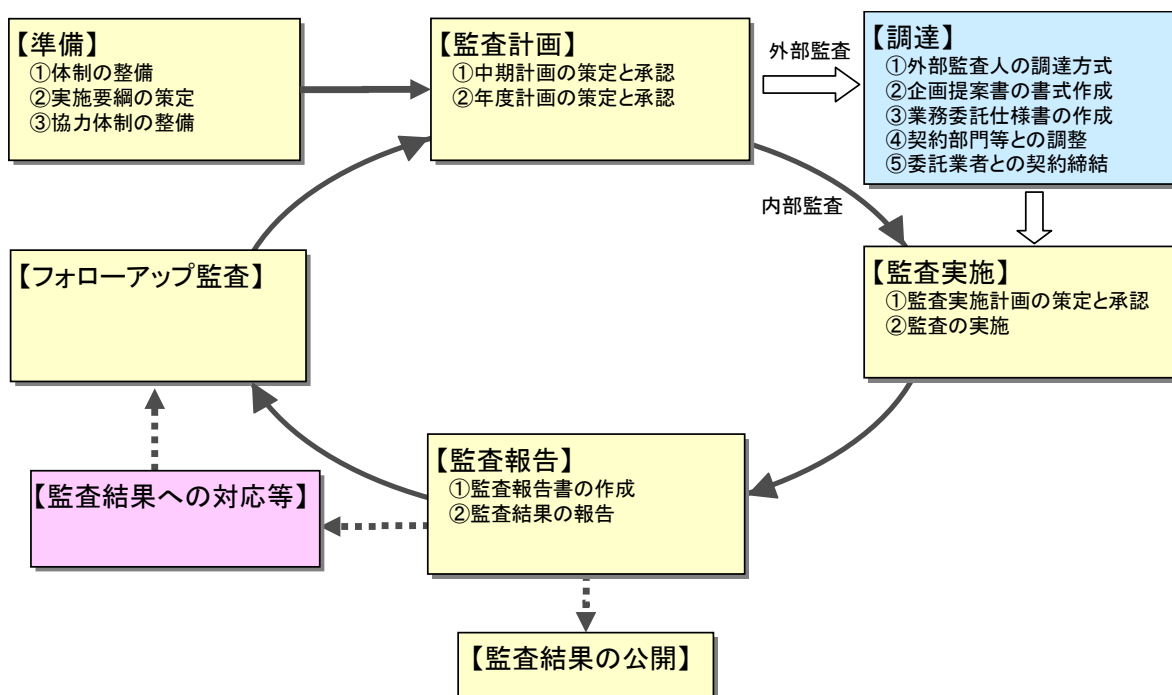 【準備】
①体制の整備
②実施要綱の策定
③協力体制の整備
【監査計画】
①中期計画の策定と承認
②年度計画の策定と承認
外部監査
【調達】
①外部監査人の調達方式
②企画提案書の書式作成
③業務委託仕様書の作成
④契約部門等との調整
⑤委託業者との契約締結
内部監査
【フォローアップ監査】
【監査実施】
①監査実施計画の策定と承認
②監査の実施
【監査報告】
①監査報告書の作成
②監査結果の報告
【監査結果への対応等】
【監査結果の公開】